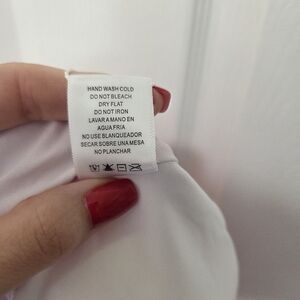 HAND WASH COLD
DO NOT BLEACH
DRY FLAT
DO NOT IRON
LAVAR A MANO EN
AGUA FRIA
NO USE BLANQUEADOR
SECAR SOBRE UNA MESA
NO PLANCHAR